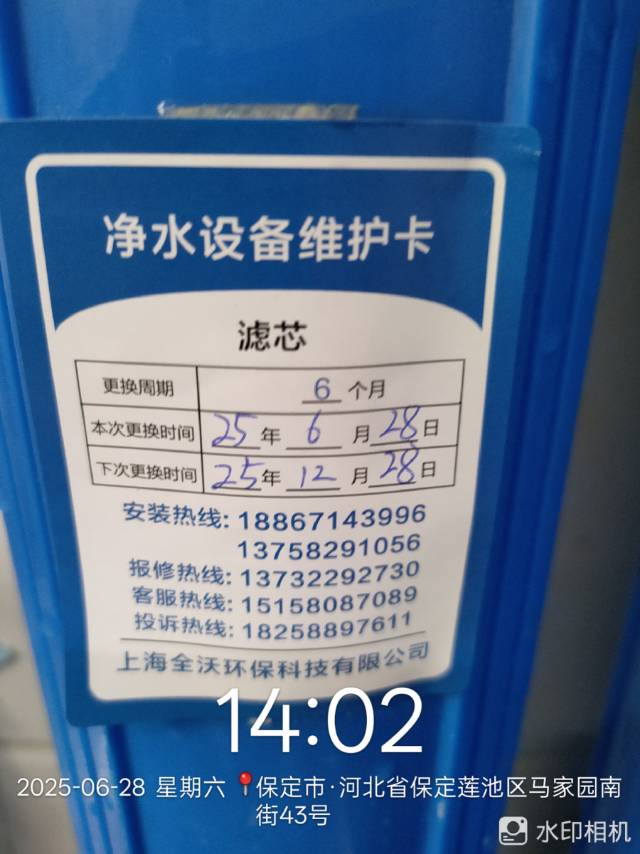 净水设备维护卡
滤芯
更换周期 6 个月
本次更换时间 25 年 6 月 28 日
下次更换时间 25 年 12 月 28 日
安装热线: 18867143996
13758291056
报修热线: 13732292730
客服热线: 15158087089
投诉热线: 18258897611
上海全沃环保科技有限公司
14:02
2025-06-28 星期六 保定市·河北省保定莲池区马家园南
街43号
水印相机